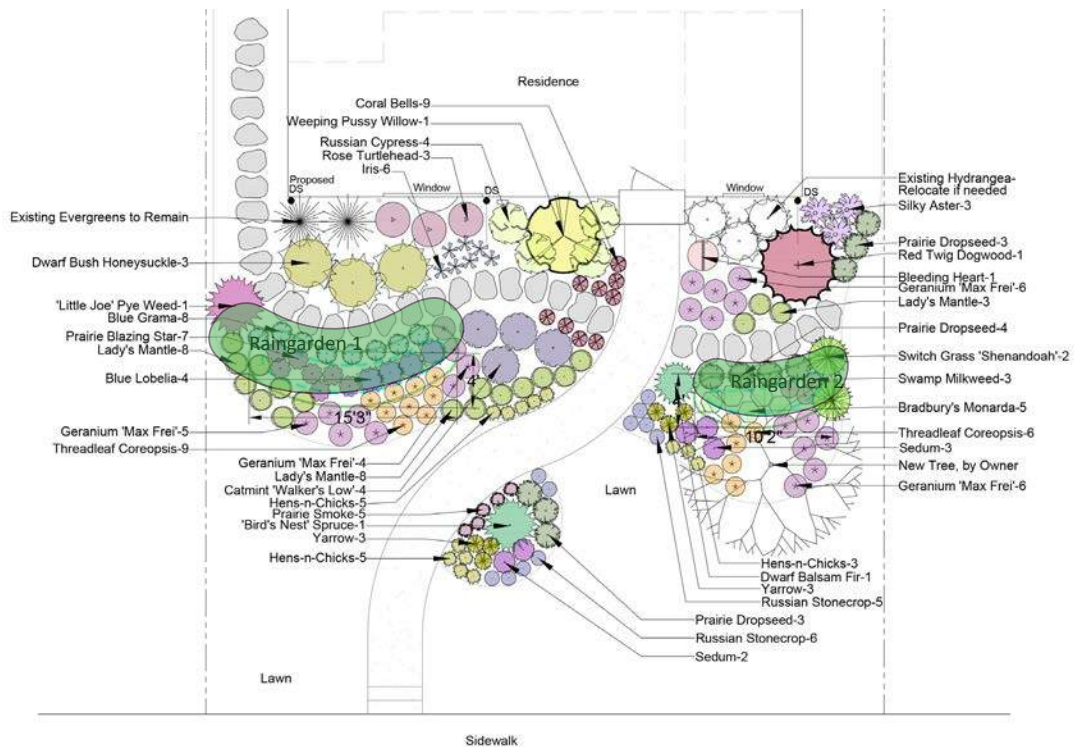 Residence
Coral Bells-9
Weeping Pussy Willow-1
Russian Cypress-4
Rose Turtlehead-3
Iris-6
Proposed
DS
Window
DS
Window
DS
Existing Evergreens to Remain
Dwarf Bush Honeysuckle-3
'Little Joe' Pye Weed-1
Blue Grama-8
Prairie Blazing Star-7
Lady's Mantle-8
Blue Lobelia-4
Geranium 'Max Frei'-5
Threadleaf Coreopsis-9
Raingarden 1
15'3"
4'
Geranium 'Max Frei'-4
Lady's Mantle-8
Catmint 'Walker's Low'-4
Hens-n-Chicks-5
Prairie Smoke-5
'Bird's Nest' Spruce-1
Yarrow-3
Hens-n-Chicks-5
Existing Hydrangea-
Relocate if needed
Silky Aster-3
Prairie Dropseed-3
Red Twig Dogwood-1
Bleeding Heart-1
Geranium 'Max Frei'-6
Lady's Mantle-3
Prairie Dropseed-4
Switch Grass 'Shenandoah'-2
Swamp Milkweed-3
Bradbury's Monarda-5
Threadleaf Coreopsis-6
Sedum-3
New Tree, by Owner
Geranium 'Max Frei'-6
Raingarden 2
10'2"
Lawn
Hens-n-Chicks-3
Dwarf Balsam Fir-1
Yarrow-3
Russian Stonecrop-5
Prairie Dropseed-3
Russian Stonecrop-6
Sedum-2
Lawn
Sidewalk